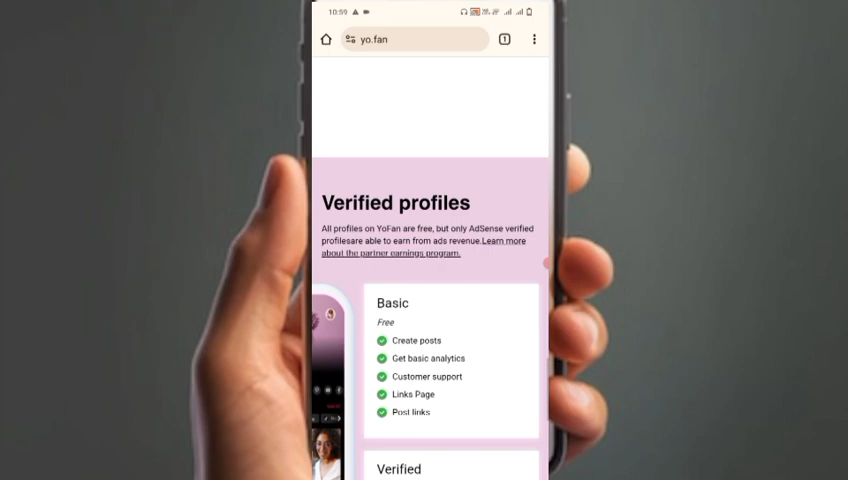 10:59
yo.fan
1
Verified profiles
All profiles on YoFan are free, but only AdSense verified
profilesare able to earn from ads revenue.Learn more
about the partner earnings program.
Basic
Free
Create posts
Get basic analytics
Customer support
Links Page
Post links
Verified